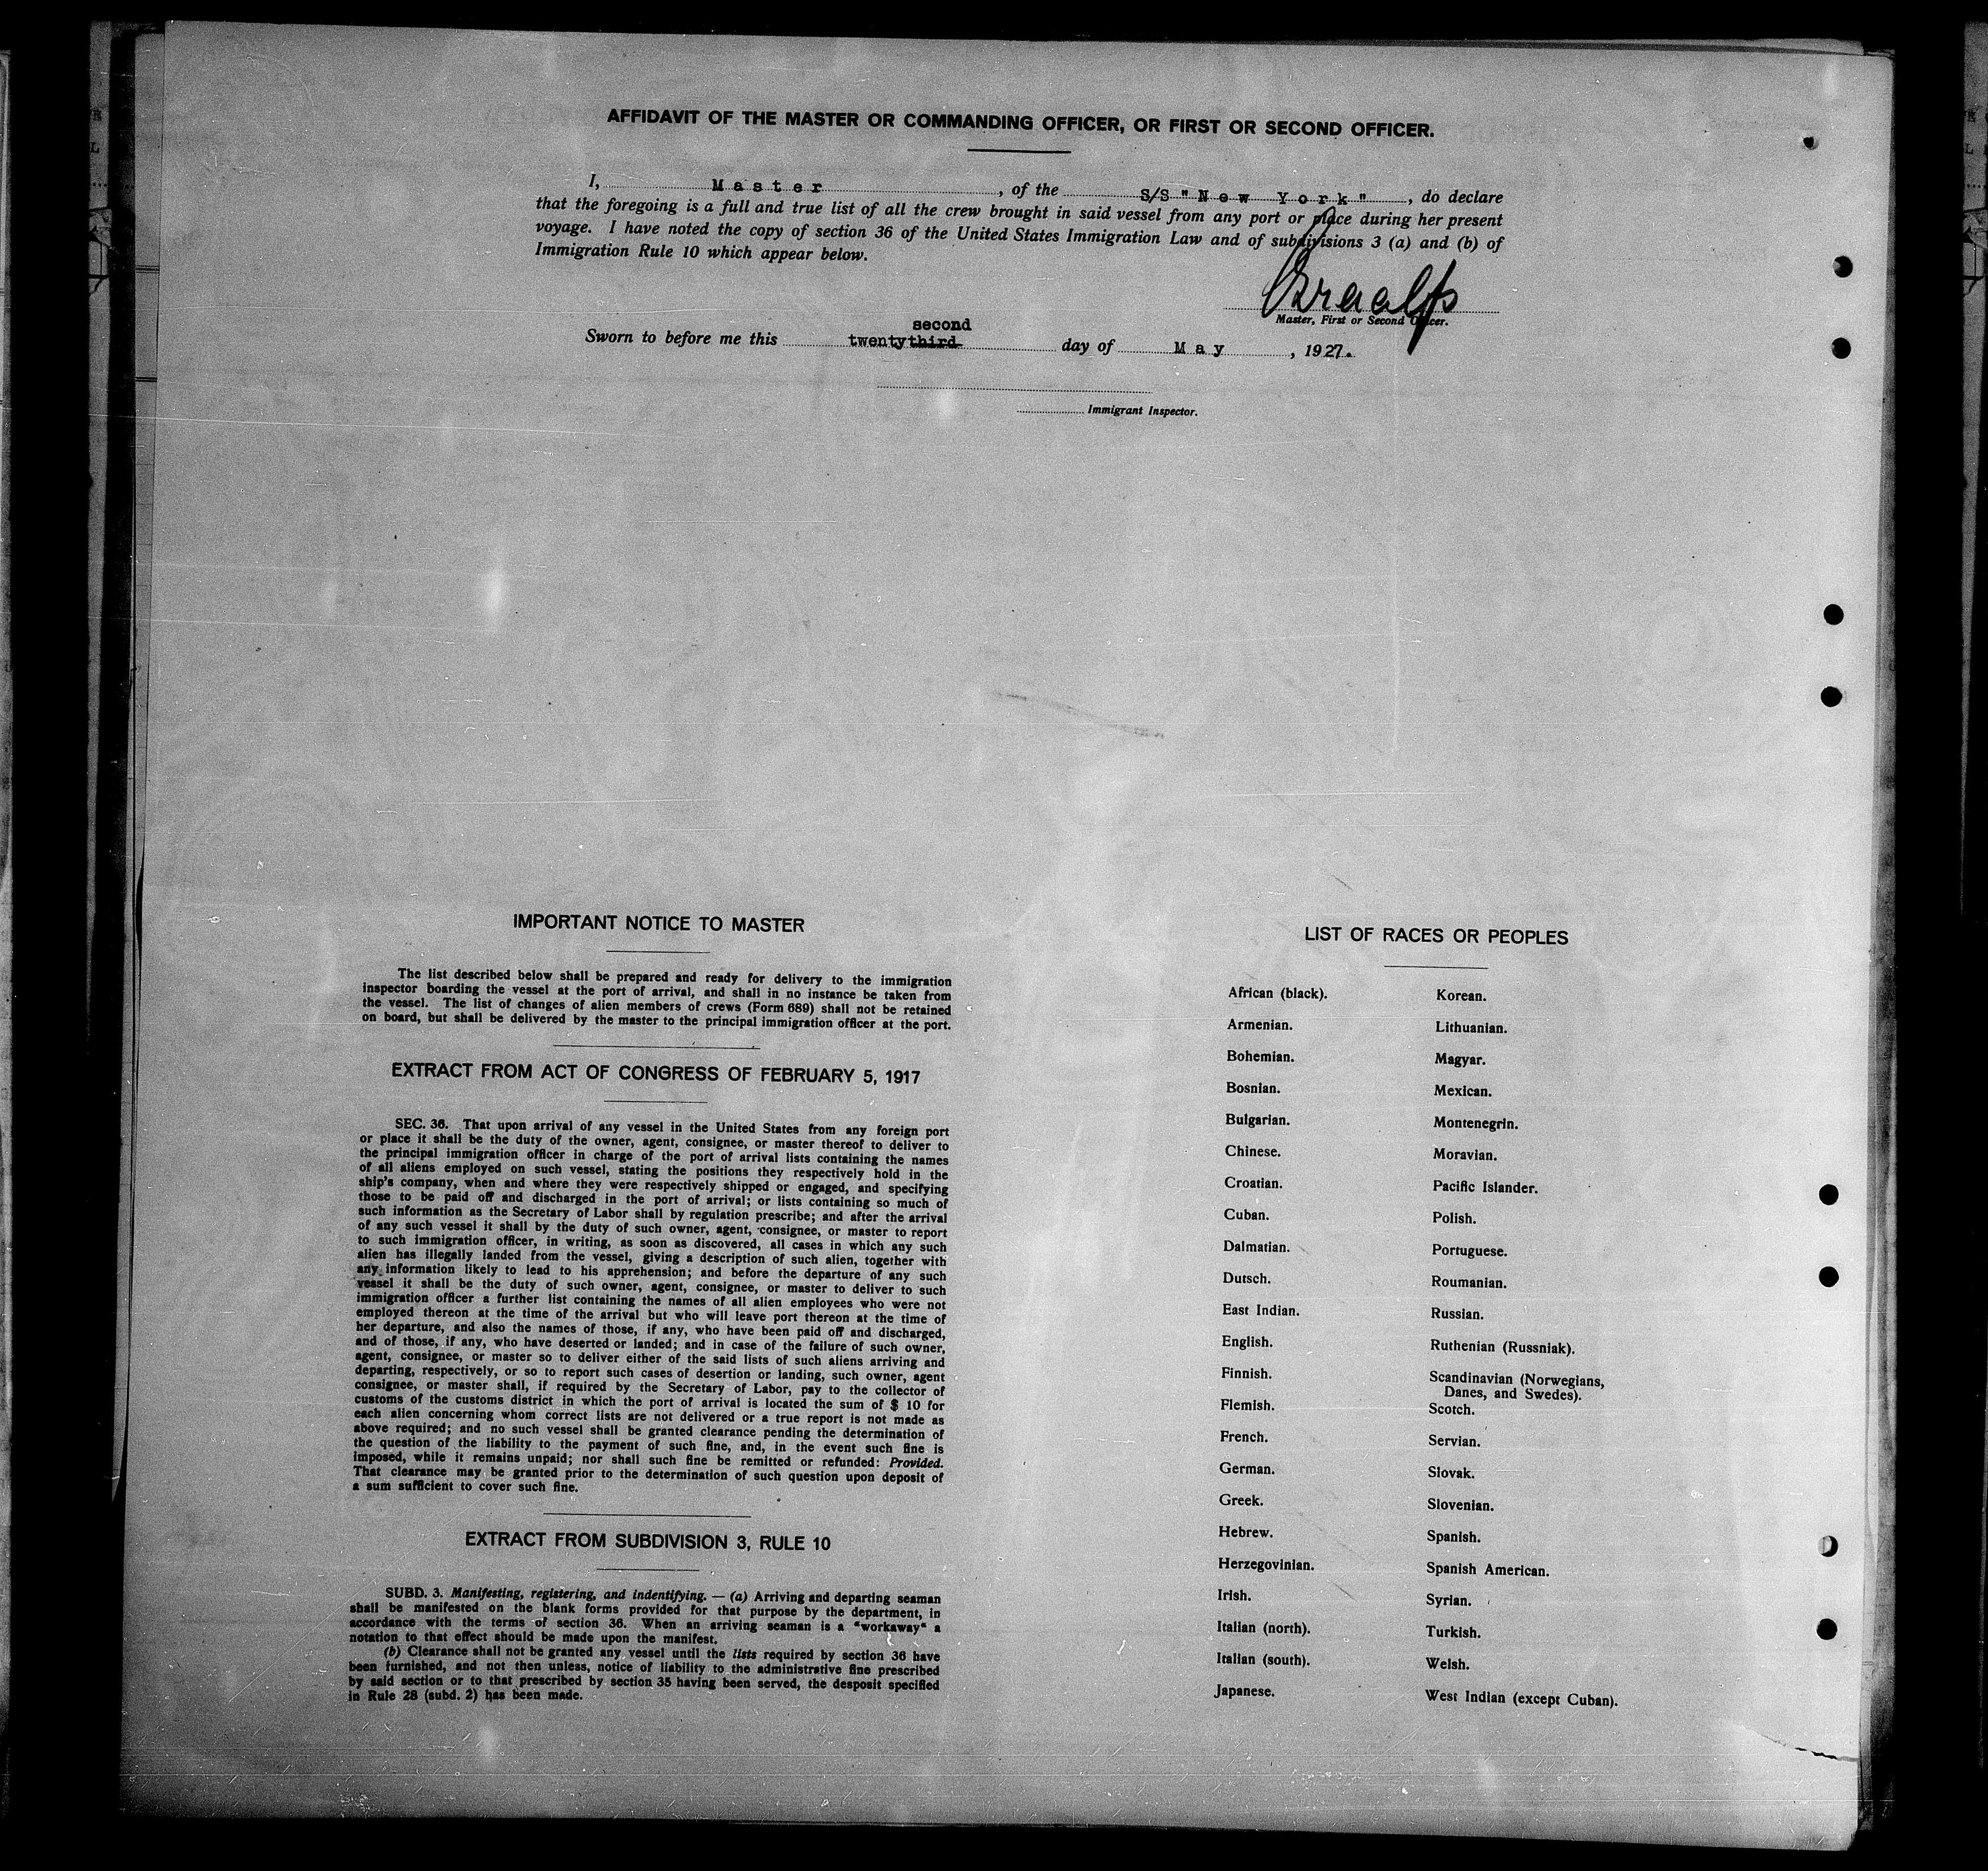 AFFIDAVIT OF THE MASTER OR COMMANDING OFFICER, OR FIRST OR SECOND OFFICER.
I, Master, of the S/S "New York", do declare
that the foregoing is a full and true list of all the crew brought in said vessel from any port or place during her present
voyage. I have noted the copy of section 36 of the United States Immigration Law and of subdivisions 3 (a) and (b) of
Immigration Rule 10 which appear below.
Master, First or Second Officer.
second
Sworn to before me this twentythird day of May, 1927.
Immigrant Inspector.
IMPORTANT NOTICE TO MASTER
The list described below shall be prepared and ready for delivery to the immigration
inspector boarding the vessel at the port of arrival, and shall in no instance be taken from
the vessel. The list of changes of alien members of crews (Form 689) shall not be retained
on board, but shall be delivered by the master to the principal immigration officer at the port.
EXTRACT FROM ACT OF CONGRESS OF FEBRUARY 5, 1917
SEC. 36. That upon arrival of any vessel in the United States from any foreign port
or place it shall be the duty of the owner, agent, consignee, or master thereof to deliver to
the principal immigration officer in charge of the port of arrival lists containing the names
of all aliens employed on such vessel, stating the positions they respectively hold in the
ship's company, when and where they were respectively shipped or engaged, and specifying
those to be paid off and discharged in the port of arrival; or lists containing so much of
such information as the Secretary of Labor shall by regulation prescribe; and after the arrival
of any such vessel it shall by the duty of such owner, agent, consignee, or master to report
to such immigration officer, in writing, as soon as discovered, all cases in which any such
alien has illegally landed from the vessel, giving a description of such alien, together with
any information likely to lead to his apprehension; and before the departure of any such
vessel it shall be the duty of such owner, agent, consignee, or master to deliver to such
immigration officer a further list containing the names of all alien employees who were not
employed thereon at the time of the arrival but who will leave port thereon at the time of
her departure, and also the names of those, if any, who have been paid off and discharged,
and of those, if any, who have deserted or landed; and in case of the failure of such owner,
agent, consignee, or master so to deliver either of the said lists of such aliens arriving and
departing, respectively, or so to report such cases of desertion or landing, such owner, agent
consignee, or master shall, if required by the Secretary of Labor, pay to the collector of
customs of the customs district in which the port of arrival is located the sum of $ 10 for
each alien concerning whom correct lists are not delivered or a true report is not made as
above required; and no such vessel shall be granted clearance pending the determination of
the question of the liability to the payment of such fine, and, in the event such fine is
imposed, while it remains unpaid; nor shall such fine be remitted or refunded: Provided.
That clearance may be granted prior to the determination of such question upon deposit of
a sum sufficient to cover such fine.
EXTRACT FROM SUBDIVISION 3, RULE 10
SUBD. 3. Manifesting, registering, and indentifying. — (a) Arriving and departing seaman
shall be manifested on the blank forms provided for that purpose by the department, in
accordance with the terms of section 36. When an arriving seaman is a "workaway" a
notation to that effect should be made upon the manifest.
(b) Clearance shall not be granted any vessel until the lists required by section 36 have
been furnished, and not then unless, notice of liability to the administrative fine prescribed
by said section or to that prescribed by section 35 having been served, the desposit specified
in Rule 28 (subd. 2) has been made.
LIST OF RACES OR PEOPLES
African (black).
Armenian.
Bohemian.
Bosnian.
Bulgarian.
Chinese.
Croatian.
Cuban.
Dalmatian.
Dutsch.
East Indian.
English.
Finnish.
Flemish.
French.
German.
Greek.
Hebrew.
Herzegovinian.
Irish.
Italian (north).
Italian (south).
Japanese.
Korean.
Lithuanian.
Magyar.
Mexican.
Montenegrin.
Moravian.
Pacific Islander.
Polish.
Portuguese.
Roumanian.
Russian.
Ruthenian (Russniak).
Scandinavian (Norwegians,
Danes, and Swedes).
Scotch.
Servian.
Slovak.
Slovenian.
Spanish.
Spanish American.
Syrian.
Turkish.
Welsh.
West Indian (except Cuban).